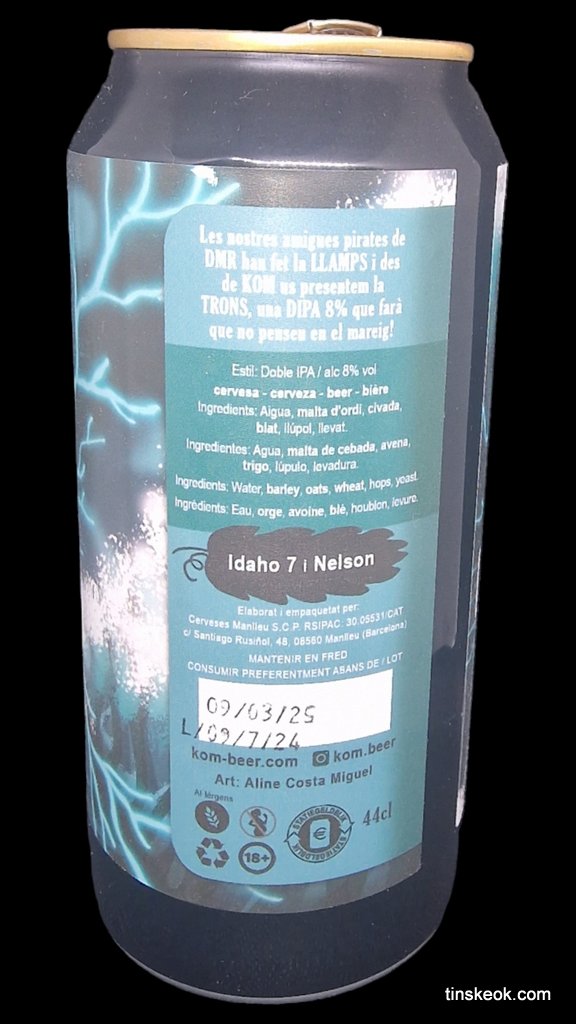 Les nostres amigues pirates de
DMR han fet la LLAMPS i des
de KOM us presentem la
TRONS, una DIPA 8% que farà
que no pensen en el mareig!
Estil: Doble IPA / alc 8% vol
cervesa - cerveza - beer - bière
Ingredients: Aigua, malta d'ordi, civada,
blat, llúpol, llevat.
Ingredientes: Agua, malta de cebada, avena,
trigo, lúpulo, levadura.
Ingredients: Water, barley, oats, wheat, hops, yeast.
Ingrédients: Eau, orge, avoine, blé, houblon, levure.
Idaho 7 i Nelson
Elaborat i empaquetat per:
Cerveses Manlleu S.C.P. RSIPAC. 30.05531/CAT
c/ Santiago Rusiñol, 48, 08560 Manlleu (Barcelona)
MANTENIR EN FRED
CONSUMIR PREFERENTMENT ABANS DE / LOT
09/03/25
L/09/7/24
kom-beer.com kom.beer
Art: Aline Costa Miguel
Al·lèrgens
STATIEGELDBLIK
€
STATIEGELDBLIK
44cl
18+
tinskeok.com